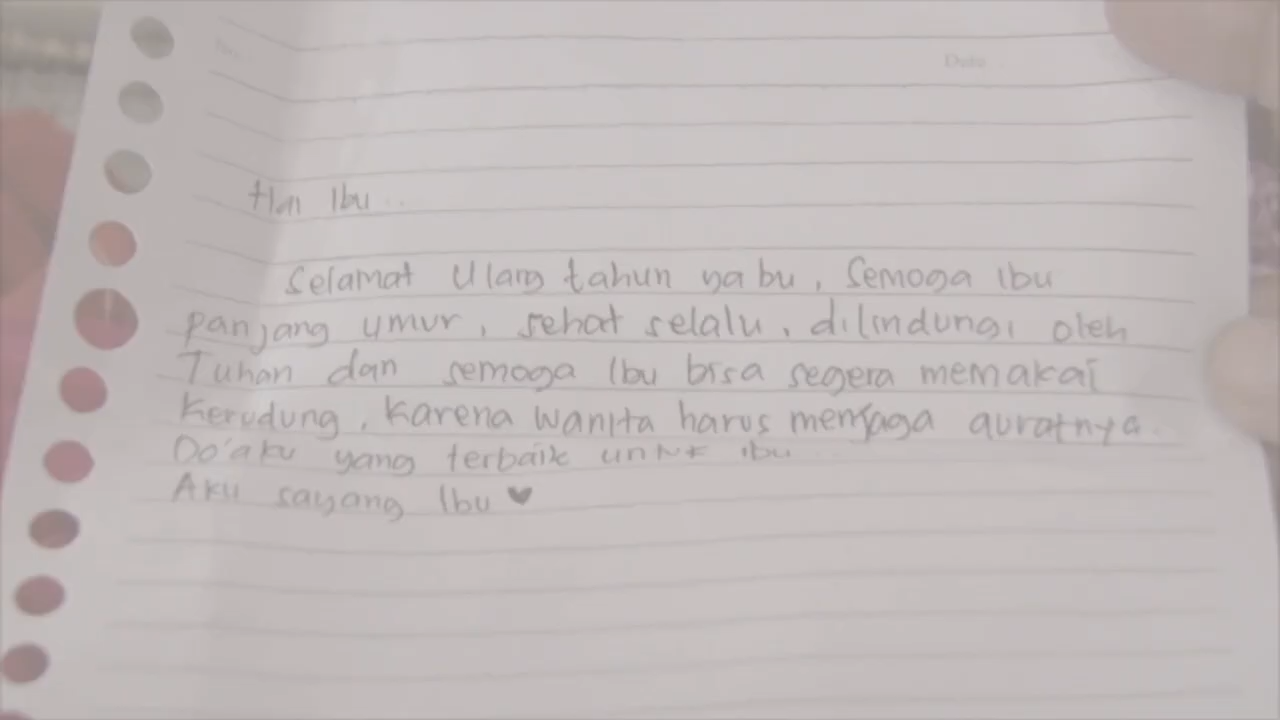 Date
Hai Ibu..
Selamat Ulang tahun ya bu, Semoga Ibu
panjang umur, sehat selalu, dilindungi oleh
Tuhan dan semoga Ibu bisa segera memakai
Kerudung, Karena wanita harus menjaga auratnya.
Do'aku yang terbaik untuk ibu
Aku sayang Ibu ♥